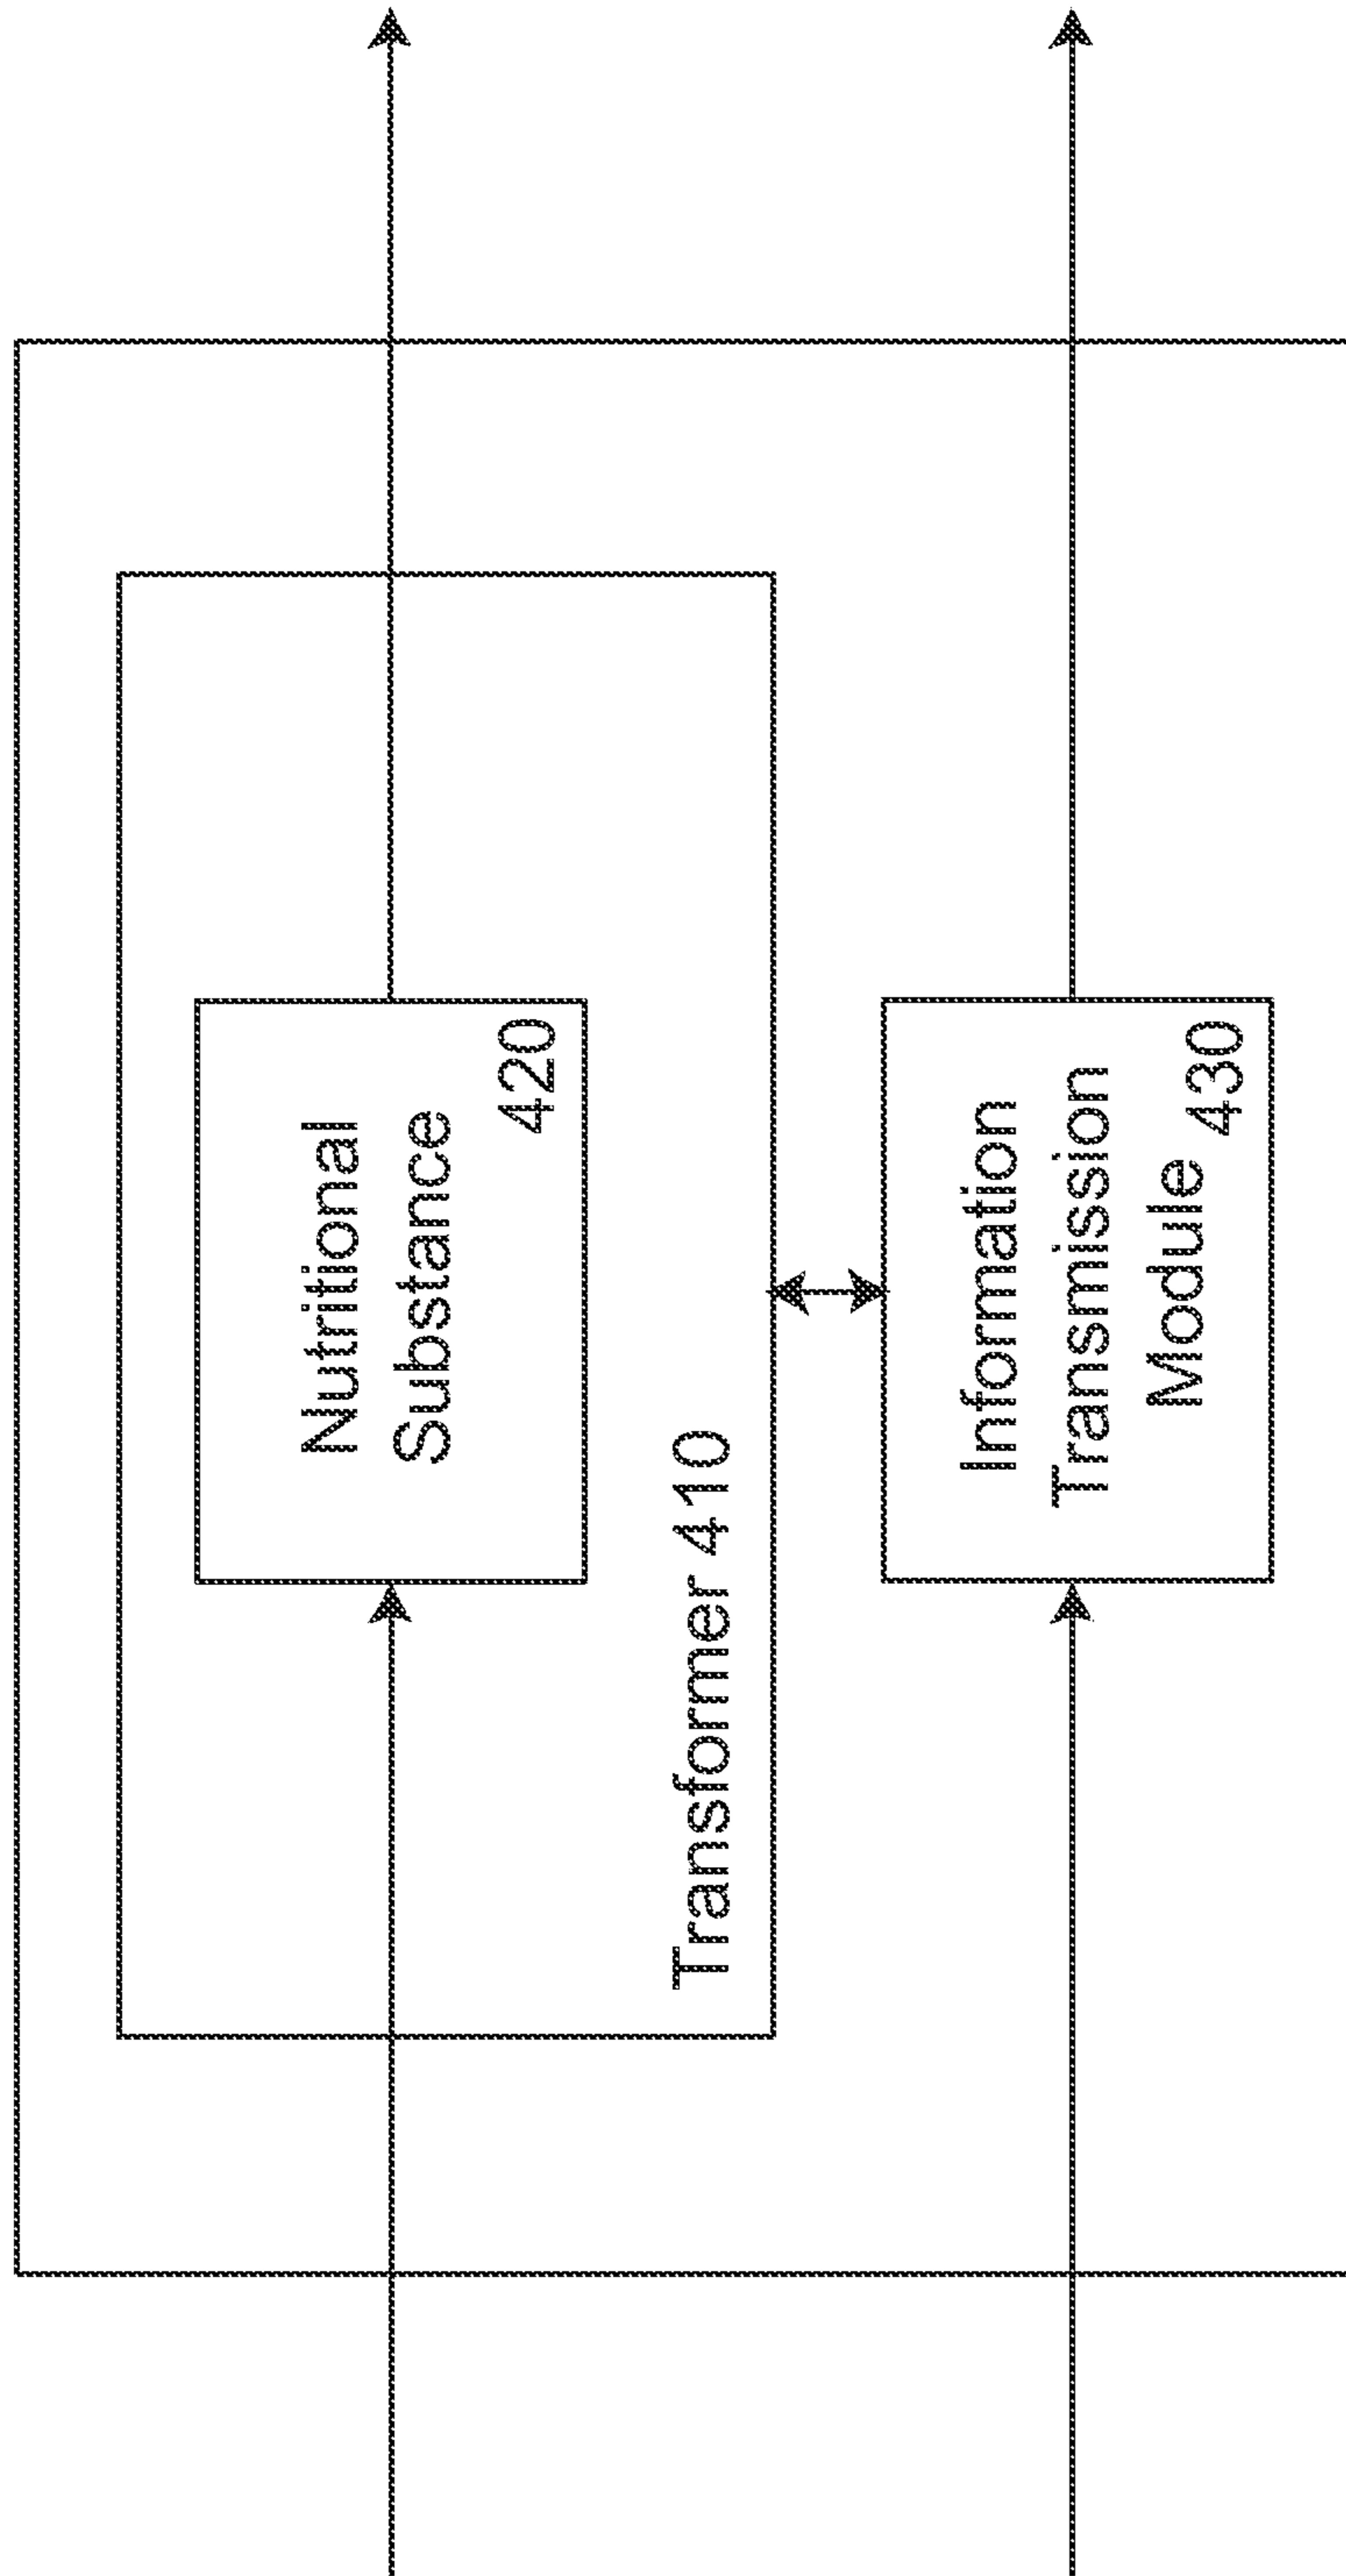 Nutritional
Substance
420
Transformer 410
Information
Transmission
Module 430